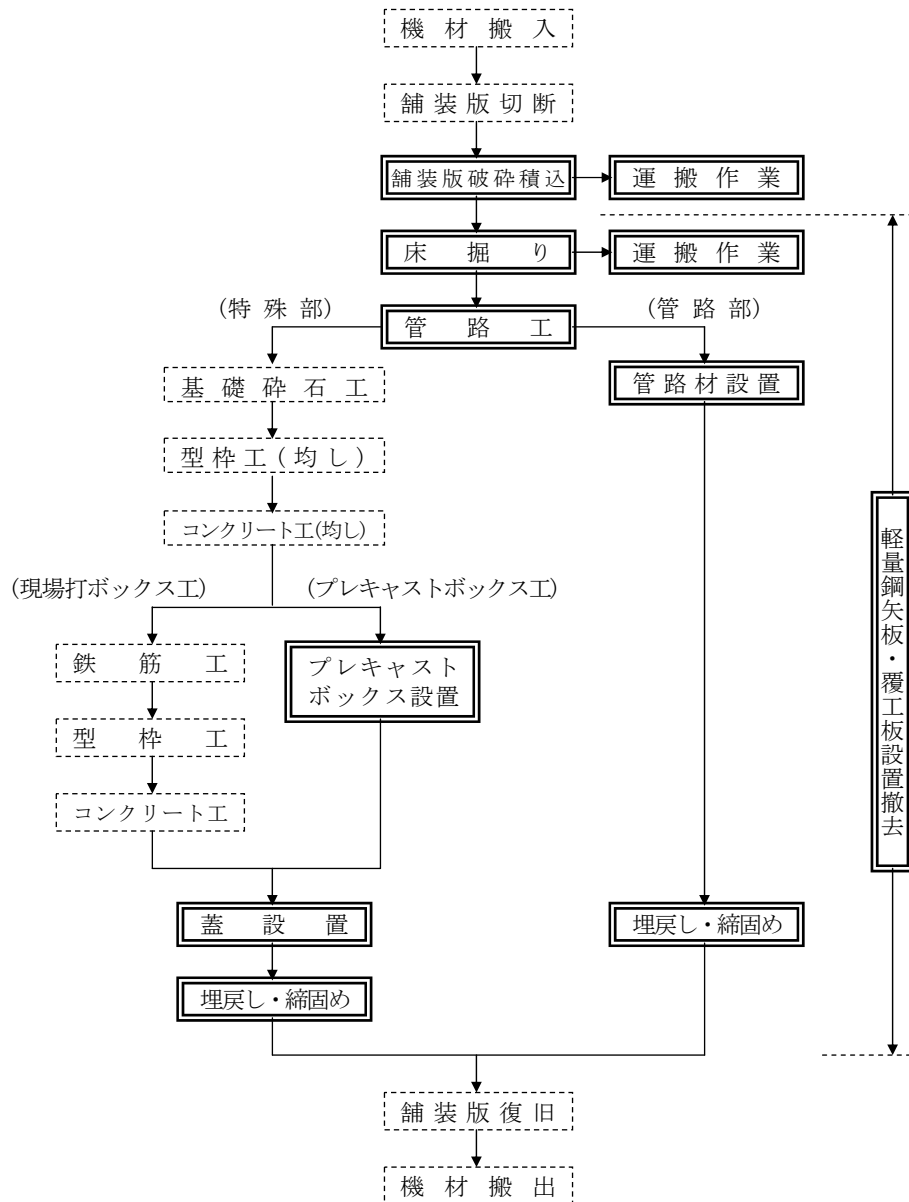 機材搬入
舗装版切断
舗装版破砕積込
運搬作業
床掘り
運搬作業
(特殊部)
管路工
(管路部)
基礎砕石工
管路材設置
型枠工(均し)
コンクリート工(均し)
(現場打ボックス工)
(プレキャストボックス工)
鉄筋工
プレキャスト
ボックス設置
型枠工
コンクリート工
軽量鋼矢板・覆工板設置撤去
蓋設置
埋戻し・締固め
埋戻し・締固め
舗装版復旧
機材搬出